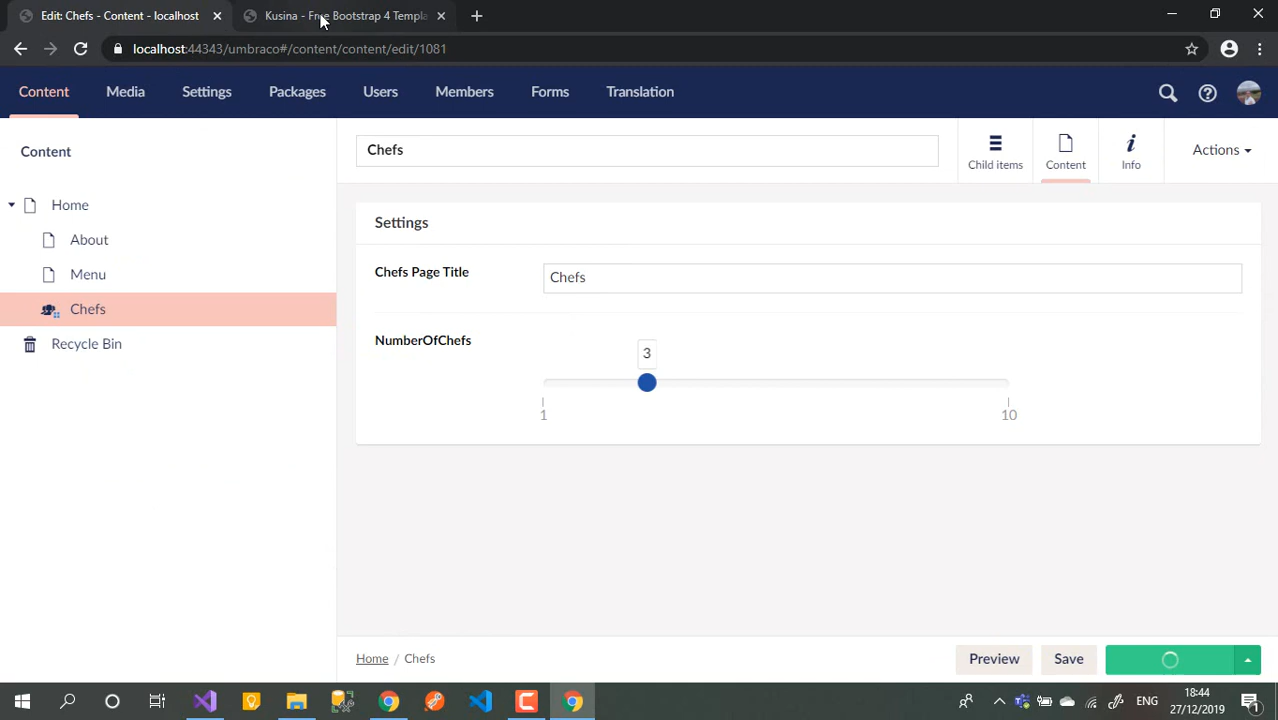 Edit: Chefs - Content - localhost
Kusina - Free Bootstrap 4 Templa
localhost:44343/umbraco#/content/content/edit/1081
Content Media Settings Packages Users Members Forms Translation
Content
Chefs
Child items
Content
Info
Actions
Home
About
Menu
Chefs
Recycle Bin
Settings
Chefs Page Title
Chefs
NumberOfChefs
3
1
10
Home / Chefs
Preview
Save
ENG
18:44
27/12/2019
1